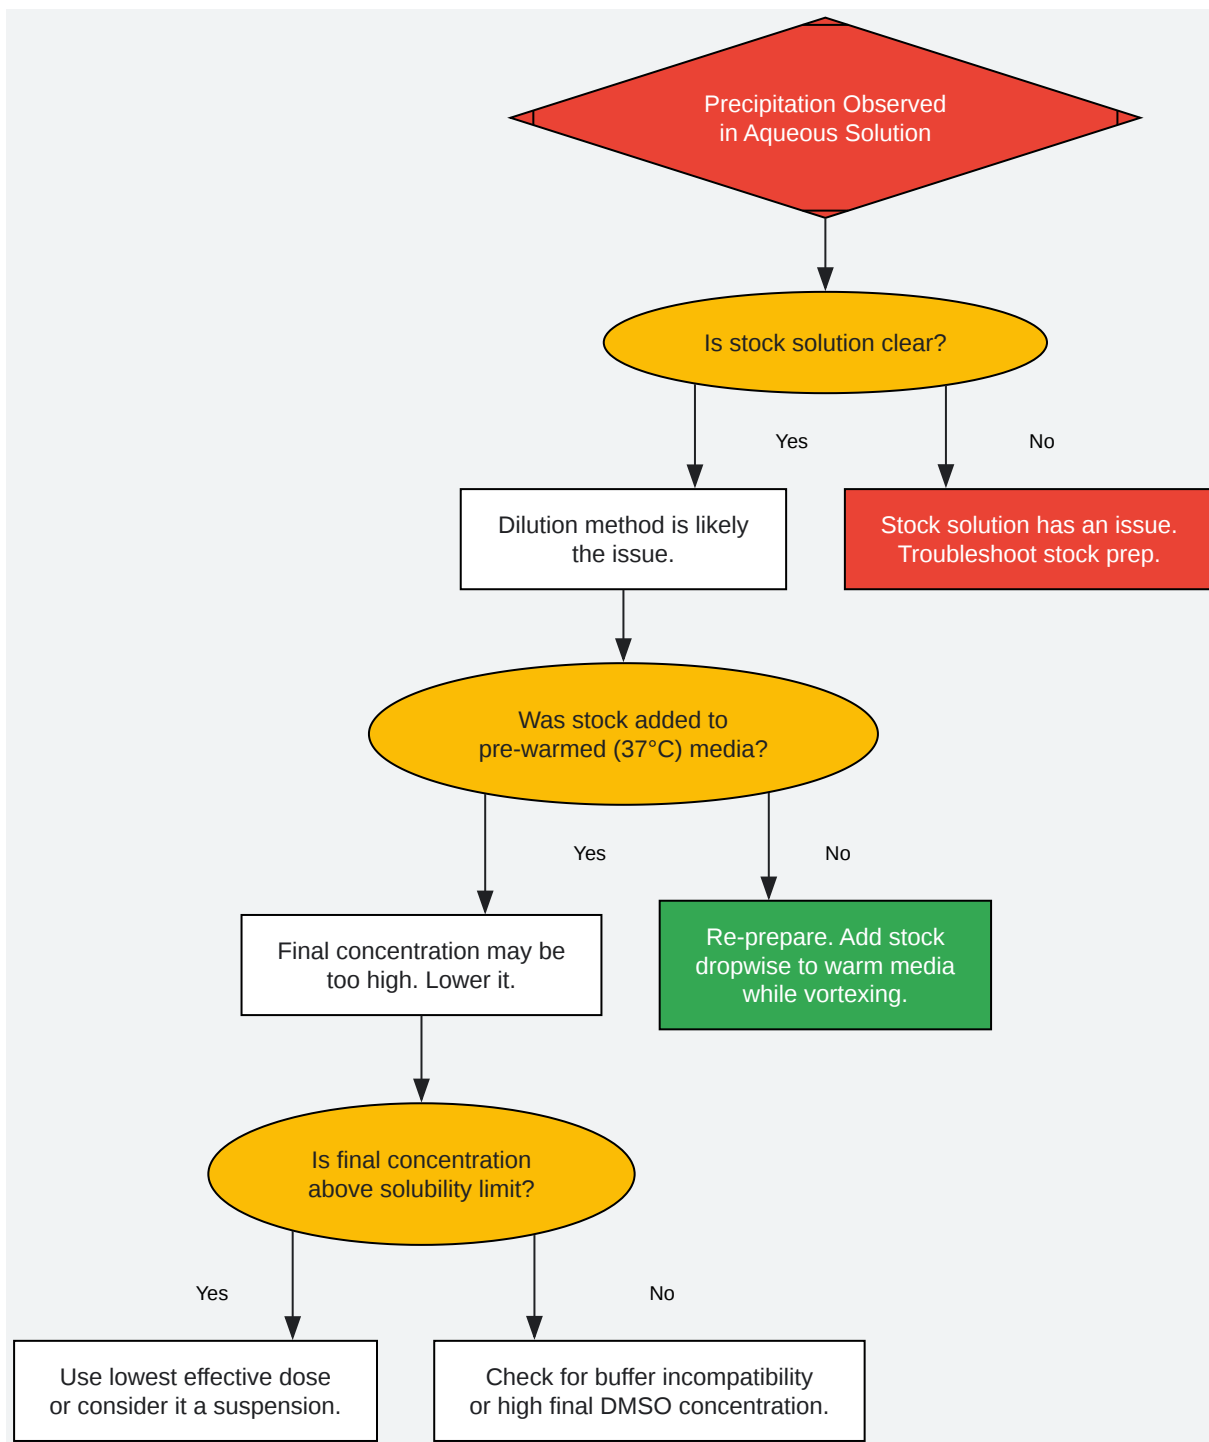 Precipitation Observed
in Aqueous Solution
Is stock solution clear?
Yes
No
Dilution method is likely
the issue.
Stock solution has an issue.
Troubleshoot stock prep.
Was stock added to
pre-warmed (37°C) media?
Yes
No
Final concentration may be
too high. Lower it.
Re-prepare. Add stock
dropwise to warm media
while vortexing.
Is final concentration
above solubility limit?
Yes
No
Use lowest effective dose
or consider it a suspension.
Check for buffer incompatibility
or high final DMSO concentration.